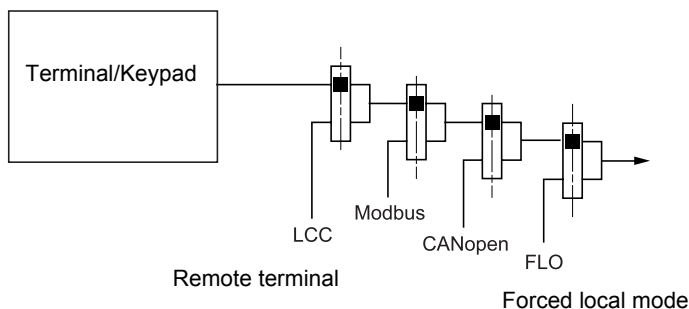 Terminal/Keypad
LCC
Modbus
CANopen
FLO
Remote terminal
Forced local mode